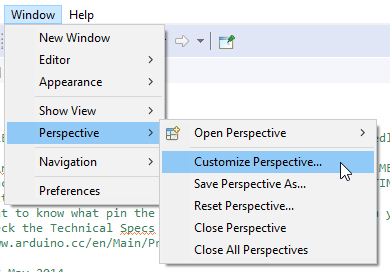 Window Help
New Window
Editor
Appearance
Show View
Perspective
Navigation
Preferences
Open Perspective
Customize Perspective...
Save Perspective As...
Reset Perspective...
Close Perspective
Close All Perspectives
t to know what pin the
ck the Technical Specs
w.arduino.cc/en/Main/Pr
May 2014